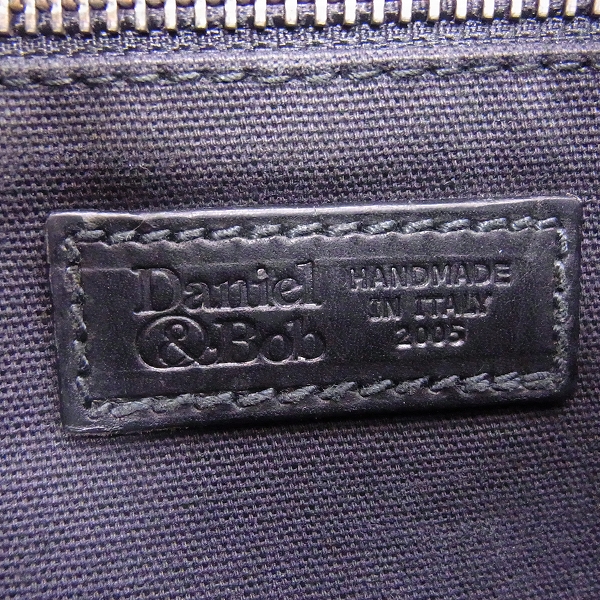 Daniel
&Bob
HANDMADE
IN ITALY
2005